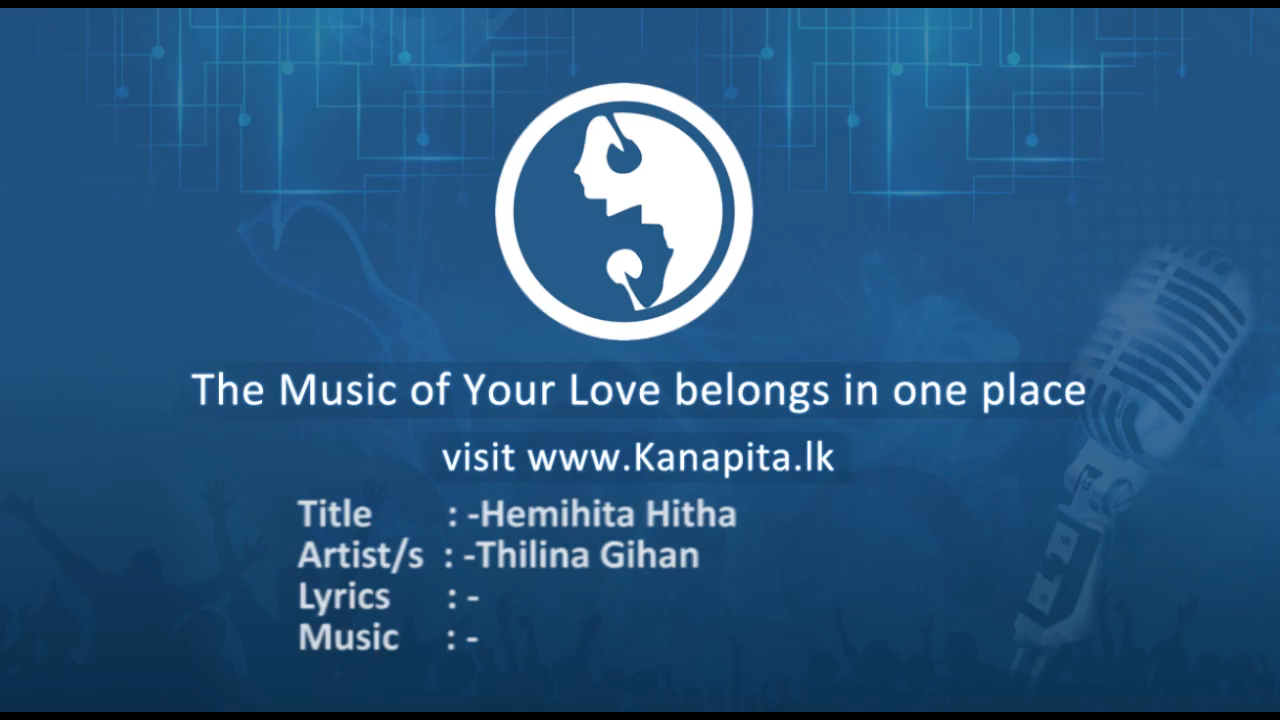 The Music of Your Love belongs in one place
visit www.Kanapita.lk
Title : -Hemihita Hitha
Artist/s : -Thilina Gihan
Lyrics : -
Music : -